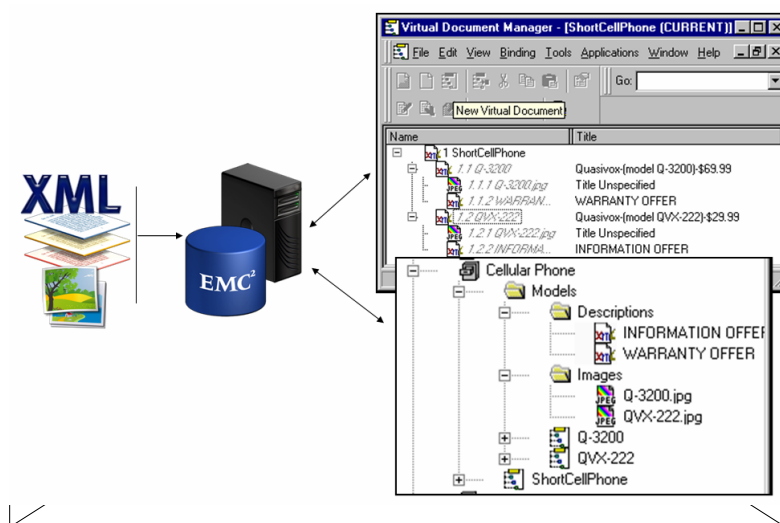 XML
EMC²
Virtual Document Manager - [ShortCellPhone (CURRENT)]
File Edit View Binding Tools Applications Window Help
Go:
New Virtual Document
Name Title
1 ShortCellPhone
1.1 Q-3200 Quasivox-(model Q-3200)-$69.99
1.1.1 Q-3200.jpg Title Unspecified
1.1.2 WARRAN... WARRANTY OFFER
1.2 QVX-222 Quasivox-(model QVX-222)-$29.99
1.2.1 QVX-222.jpg Title Unspecified
1.2.2 INFORMA... INFORMATION OFFER
Cellular Phone
Models
Descriptions
INFORMATION OFFER
WARRANTY OFFER
Images
Q-3200.jpg
QVX-222.jpg
Q-3200
QVX-222
ShortCellPhone